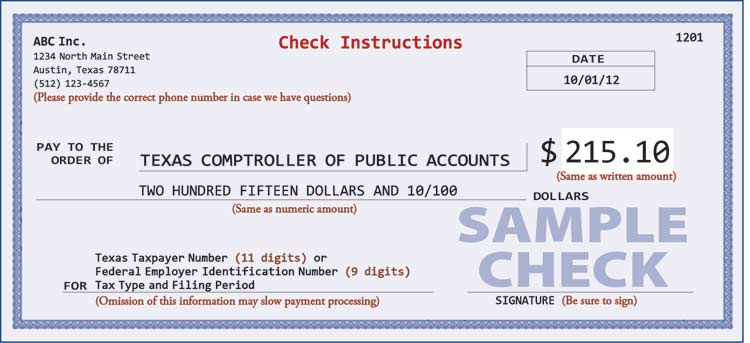 Check Instructions
1201
ABC Inc.
1234 North Main Street
Austin, Texas 78711
(512) 123-4567
(Please provide the correct phone number in case we have questions)
DATE
10/01/12
PAY TO THE
ORDER OF
TEXAS COMPTROLLER OF PUBLIC ACCOUNTS
$ 215.10
(Same as written amount)
TWO HUNDRED FIFTEEN DOLLARS AND 10/100
DOLLARS
(Same as numeric amount)
SAMPLE
CHECK
Texas Taxpayer Number (11 digits) or
Federal Employer Identification Number (9 digits)
FOR Tax Type and Filing Period
(Omission of this information may slow payment processing)
SIGNATURE (Be sure to sign)